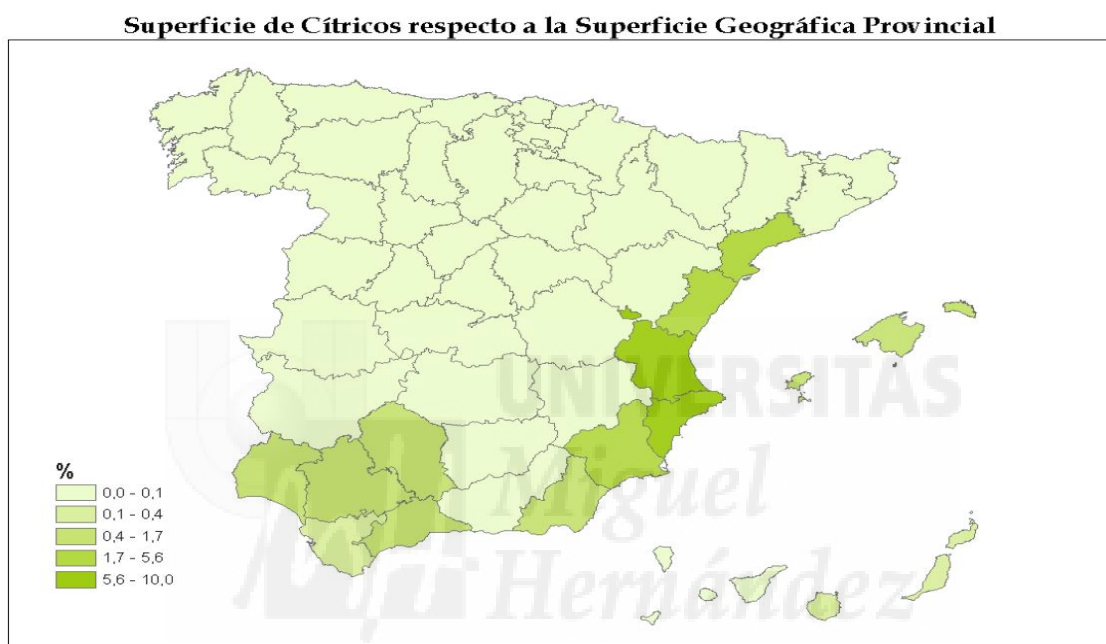 Superficie de Cítricos respecto a la Superficie Geográfica Provincial
UNIVERSITAS
Miguel
Hernández
%
0,0 - 0,1
0,1 - 0,4
0,4 - 1,7
1,7 - 5,6
5,6 - 10,0